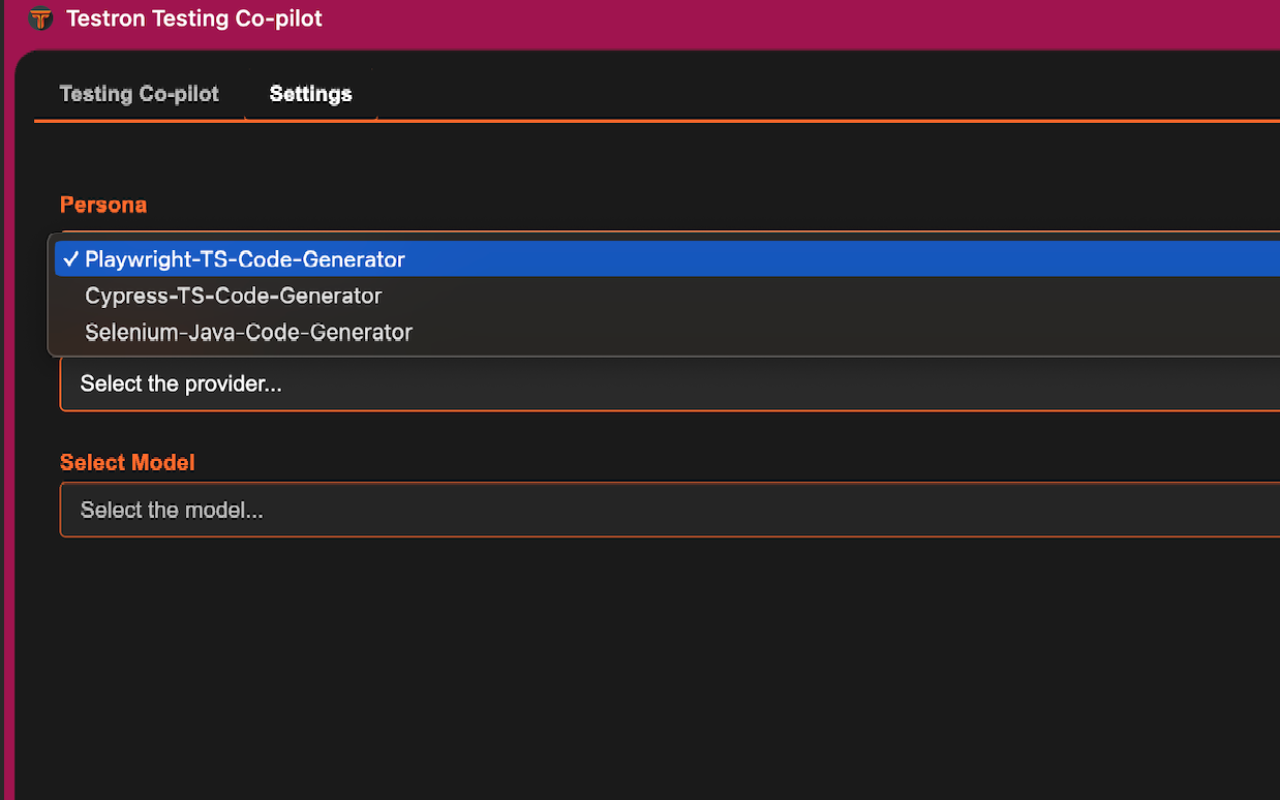 Testron Testing Co-pilot
Testing Co-pilot
Settings
Persona
✓ Playwright-TS-Code-Generator
Cypress-TS-Code-Generator
Selenium-Java-Code-Generator
Select the provider...
Select Model
Select the model...